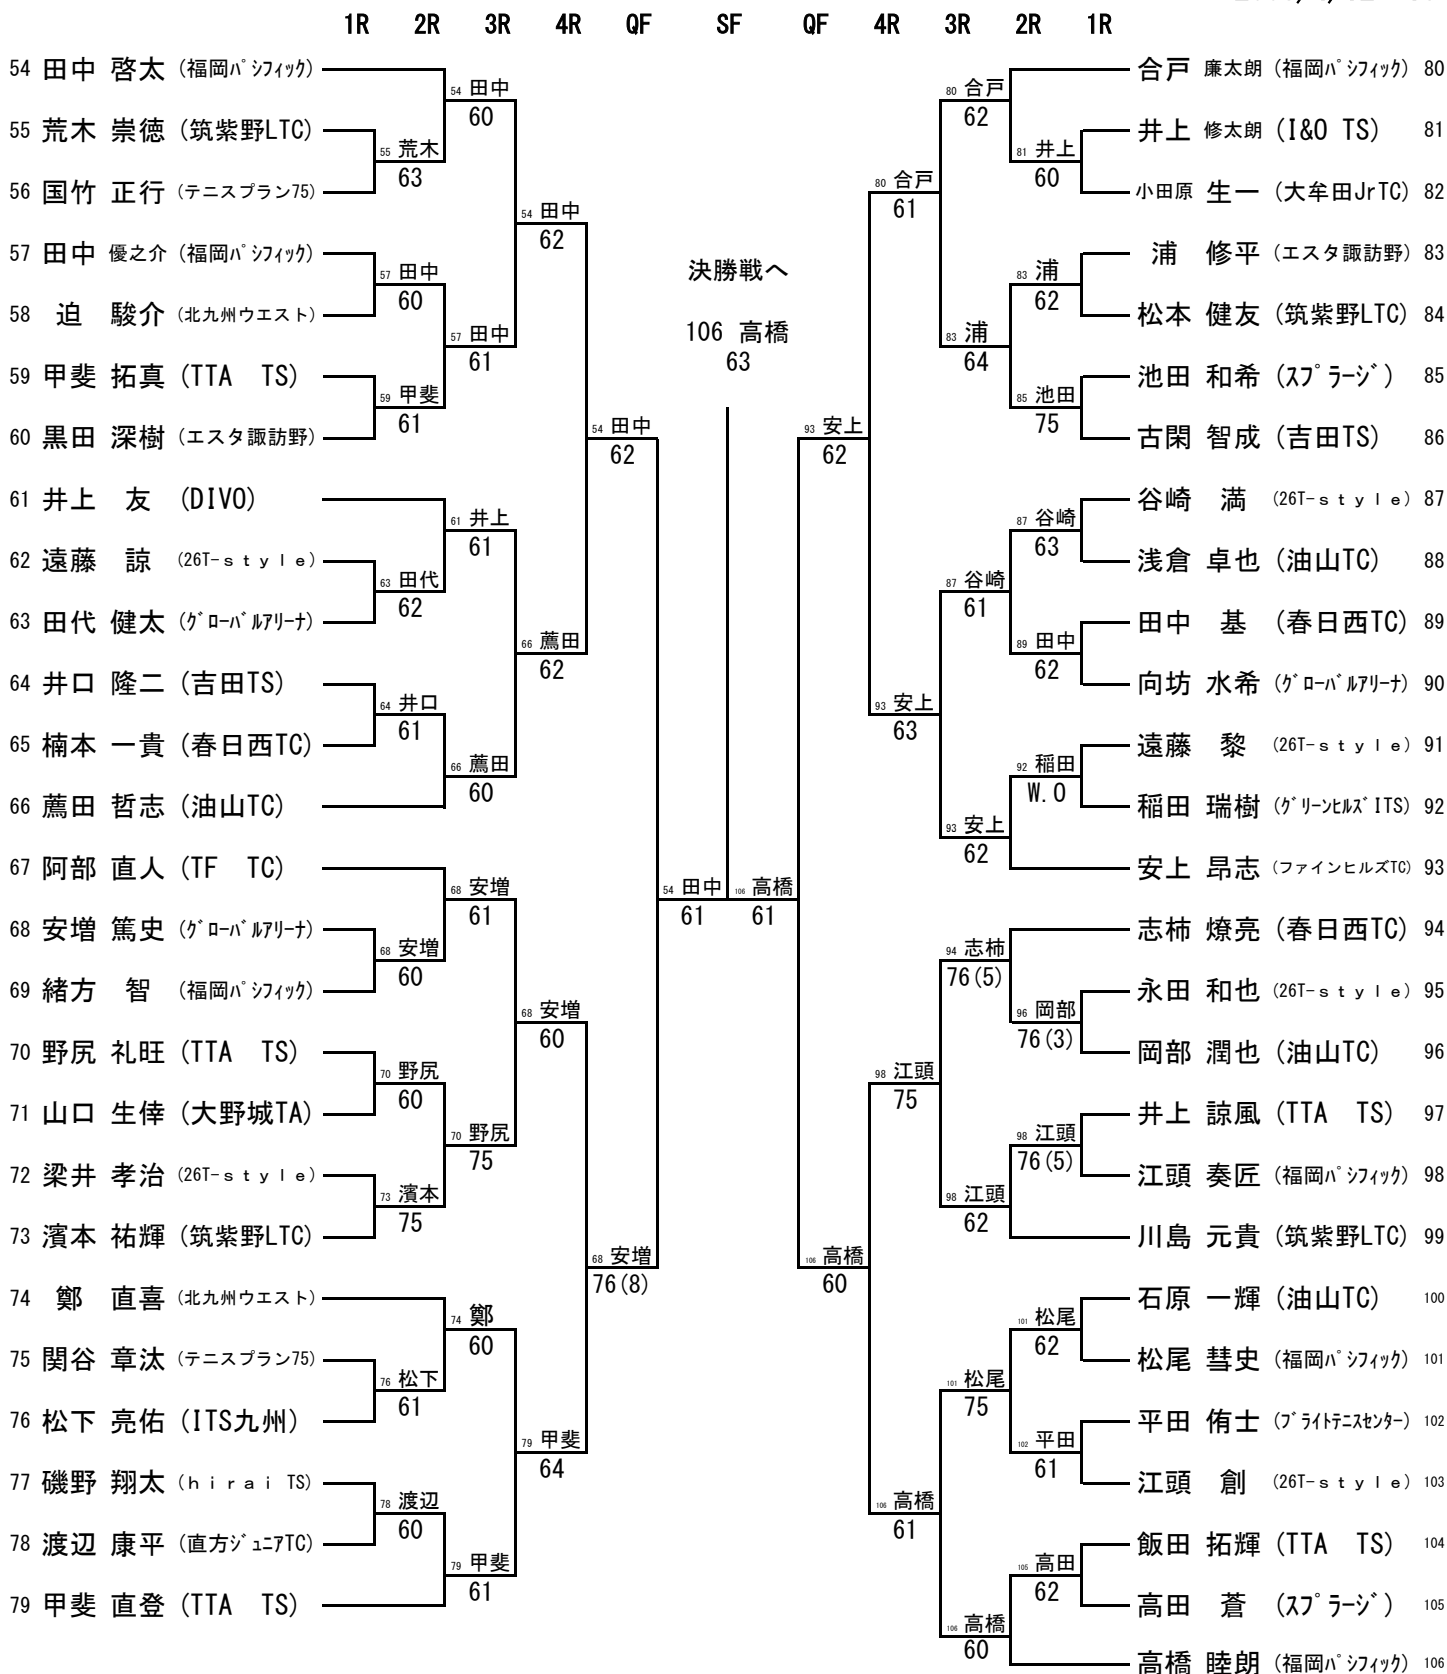 1R 2R 3R 4R QF SF QF 4R 3R 2R 1R
54 田中 啓太 (福岡パシフィック)
55 荒木 崇徳 (筑紫野LTC)
56 国竹 正行 (テニスプラン75)
57 田中 優之介 (福岡パシフィック)
58 迫 駿介 (北九州ウエスト)
59 甲斐 拓真 (TTA TS)
60 黒田 深樹 (エスタ諏訪野)
61 井上 友 (DIVO)
62 遠藤 諒 (26T-style)
63 田代 健太 (グローバルアリーナ)
64 井口 隆二 (吉田TS)
65 楠本 一貴 (春日西TC)
66 薦田 哲志 (油山TC)
67 阿部 直人 (TF TC)
68 安増 篤史 (グローバルアリーナ)
69 緒方 智 (福岡パシフィック)
70 野尻 礼旺 (TTA TS)
71 山口 生倖 (大野城TA)
72 梁井 孝治 (26T-style)
73 濱本 祐輝 (筑紫野LTC)
74 鄭 直喜 (北九州ウエスト)
75 関谷 章汰 (テニスプラン75)
76 松下 亮佑 (ITS九州)
77 磯野 翔太 (hirai TS)
78 渡辺 康平 (直方ジュニアTC)
79 甲斐 直登 (TTA TS)
55 荒木
63
57 田中
60
59 甲斐
61
63 田代
62
64 井口
61
68 安増
60
70 野尻
60
73 濱本
75
76 松下
61
78 渡辺
60
54 田中
60
57 田中
61
61 井上
61
66 薦田
60
68 安増
61
70 野尻
75
74 鄭
60
79 甲斐
61
54 田中
62
66 薦田
62
68 安増
60
79 甲斐
64
54 田中
62
68 安増
76(8)
54 田中
61
決勝戦へ
106 高橋
63
106 高橋
61
93 安上
62
106 高橋
60
80 合戸
61
93 安上
63
98 江頭
75
106 高橋
61
80 合戸
62
83 浦
64
87 谷崎
61
93 安上
62
94 志柿
76(5)
98 江頭
62
101 松尾
75
106 高橋
60
81 井上
60
83 浦
62
85 池田
75
87 谷崎
63
89 田中
62
92 稲田
W.O
96 岡部
76(3)
98 江頭
76(5)
101 松尾
62
102 平田
61
105 高田
62
合戸 廉太朗 (福岡パシフィック) 80
井上 修太朗 (I&O TS) 81
小田原 生一 (大牟田JrTC) 82
浦 修平 (エスタ諏訪野) 83
松本 健友 (筑紫野LTC) 84
池田 和希 (スプラージ) 85
古閑 智成 (吉田TS) 86
谷崎 満 (26T-style) 87
浅倉 卓也 (油山TC) 88
田中 基 (春日西TC) 89
向坊 水希 (グローバルアリーナ) 90
遠藤 黎 (26T-style) 91
稲田 瑞樹 (グリーンヒルズITS) 92
安上 昂志 (ファインヒルズTC) 93
志柿 燎亮 (春日西TC) 94
永田 和也 (26T-style) 95
岡部 潤也 (油山TC) 96
井上 諒風 (TTA TS) 97
江頭 奏匠 (福岡パシフィック) 98
川島 元貴 (筑紫野LTC) 99
石原 一輝 (油山TC) 100
松尾 彗史 (福岡パシフィック) 101
平田 侑士 (ブライトテニスセンター) 102
江頭 創 (26T-style) 103
飯田 拓輝 (TTA TS) 104
高田 蒼 (スプラージ) 105
高橋 睦朗 (福岡パシフィック) 106